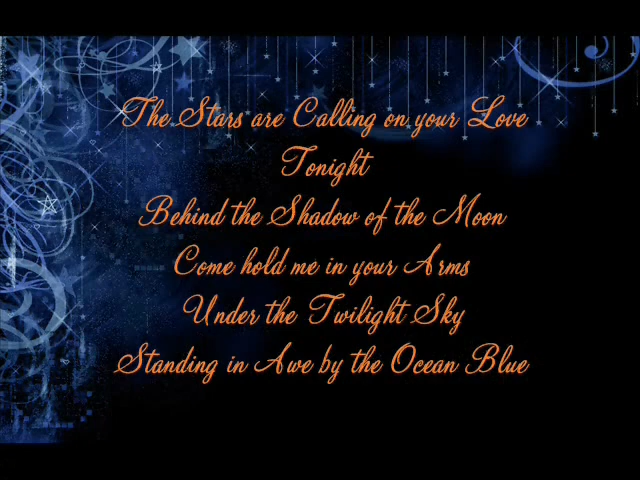 The Stars are Calling on your Love
Tonight
Behind the Shadow of the Moon
Come hold me in your Arms
Under the Twilight Sky
Standing in Awe by the Ocean Blue